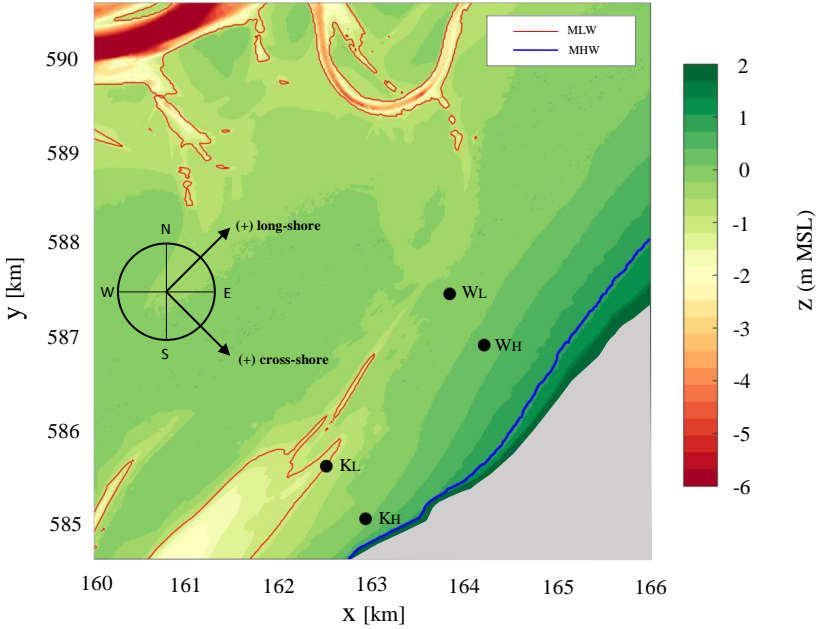 MLW
MHW
590
589
588
587
586
585
y [km]
N
W
E
S
(+) long-shore
(+) cross-shore
WL
WH
KL
KH
160
161
162
163
164
165
166
x [km]
2
1
0
-1
-2
-3
-4
-5
-6
z (m MSL)